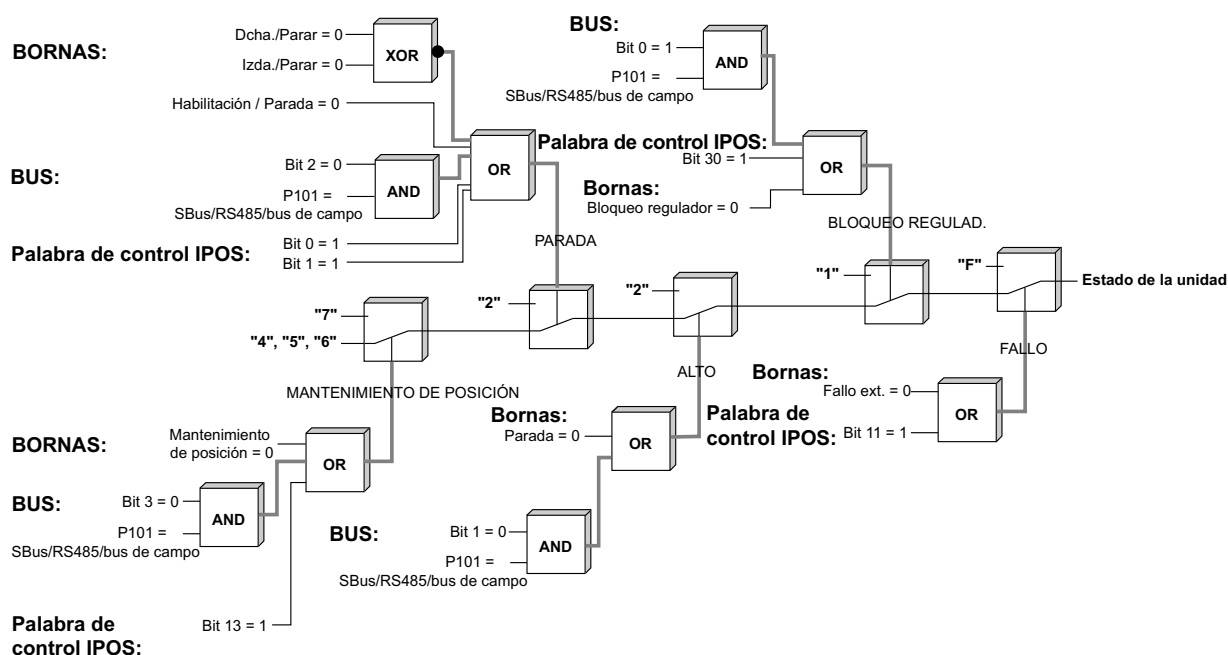 BORNAS:
Dcha./Parar = 0
Izda./Parar = 0
XOR
Habilitación / Parada = 0
BUS:
Bit 2 = 0
P101 =
SBus/RS485/bus de campo
AND
OR
Palabra de control IPOS:
Bit 0 = 1
Bit 1 = 1
PARADA
BUS:
Bit 0 = 1
P101 =
SBus/RS485/bus de campo
AND
Palabra de control IPOS:
Bit 30 = 1
OR
Bornas:
Bloqueo regulador = 0
BLOQUEO REGULAD.
"7"
"4", "5", "6"
"2"
"2"
"1"
"F"
Estado de la unidad
MANTENIMIENTO DE POSICIÓN
ALTO
FALLO
BORNAS:
Mantenimiento
de posición = 0
OR
BUS:
Bit 3 = 0
P101 =
SBus/RS485/bus de campo
AND
Palabra de
control IPOS:
Bit 13 = 1
Bornas:
Parada = 0
OR
BUS:
Bit 1 = 0
P101 =
SBus/RS485/bus de campo
AND
Bornas:
Fallo ext. = 0
OR
Palabra de
control IPOS:
Bit 11 = 1